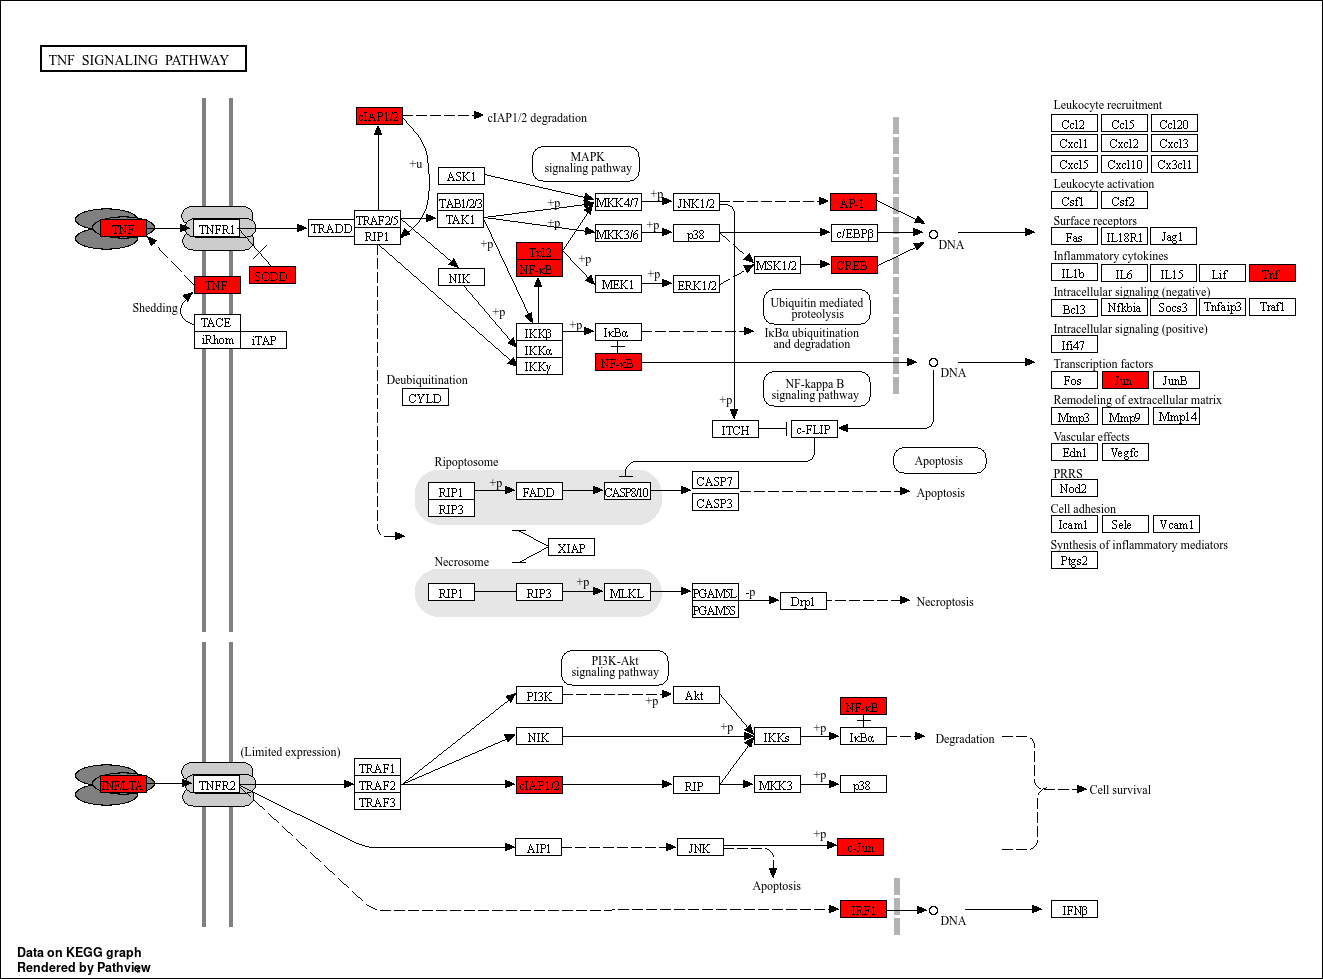 TNF SIGNALING PATHWAY
cIAP1/2
cIAP1/2 degradation
+u
MAPK
signaling pathway
ASK1
TAB1/2/3
TAK1
MKK4/7
+p
JNK1/2
AP-1
+p
+p
TNF
TNFR1
TRADD
TRAF2/5
RIP1
MKK3/6
+p
p38
c/EBPβ
DNA
+p
Tpl2
NF-κB
+p
MSK1/2
CREB
SODD
TNF
NIK
MEK1
+p
ERK1/2
Shedding
TACE
iRhom
iTAP
+p
Ubiquitin mediated
proteolysis
IKKβ
IKKα
IKKγ
+p
IκBα
IκBα ubiquitination
and degradation
NF-κB
DNA
Deubiquitination
CYLD
NF-kappa B
signaling pathway
+p
ITCH
c-FLIP
Apoptosis
Ripoptosome
RIP1
RIP3
+p
FADD
CASP8/10
CASP7
CASP3
Apoptosis
XIAP
Necrosome
RIP1
RIP3
+p
MLKL
PGAM5L
PGAM5S
-p
Drp1
Necroptosis
Leukocyte recruitment
Ccl2 Ccl5 Ccl20
Cxcl1 Cxcl2 Cxcl3
Cxcl5 Cxcl10 Cx3cl1
Leukocyte activation
Csf1 Csf2
Surface receptors
Fas IL18R1 Jag1
Inflammatory cytokines
IL1b IL6 IL15 Lif Tnf
Intracellular signaling (negative)
Bcl3 Nfkbia Socs3 Tnfaip3 Traf1
Intracellular signaling (positive)
Ifi47
Transcription factors
Fos Jun JunB
Remodeling of extracellular matrix
Mmp3 Mmp9 Mmp14
Vascular effects
Edn1 Vegfc
PRRS
Nod2
Cell adhesion
Icam1 Sele Vcam1
Synthesis of inflammatory mediators
Ptgs2
PI3K-Akt
signaling pathway
PI3K
+p
Akt
NF-κB
NIK
+p
IKKs
+p
IκBα
Degradation
(Limited expression)
TNF/LTA
TNFR2
TRAF1
TRAF2
TRAF3
cIAP1/2
RIP
MKK3
+p
p38
Cell survival
AIP1
JNK
+p
c-Jun
Apoptosis
IRF1
DNA
IFNβ
Data on KEGG graph
Rendered by Pathview